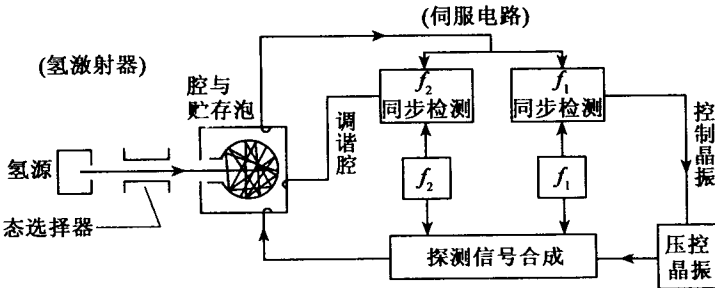 (伺服电路)
(氢激射器)
腔与
贮存泡
f₂
同步检测
f₁
同步检测
调谐腔
控制晶振
氢源
f₂
f₁
态选择器
探测信号合成
压控
晶振